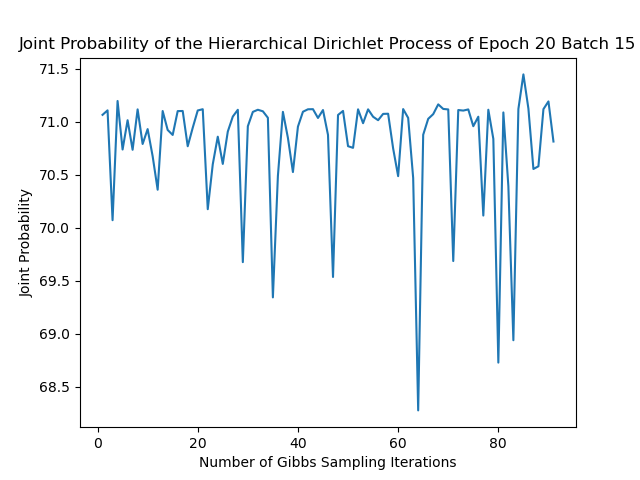 Joint Probability of the Hierarchical Dirichlet Process of Epoch 20 Batch 15
71.5
71.0
70.5
70.0
69.5
69.0
68.5
Joint Probability
0 20 40 60 80
Number of Gibbs Sampling Iterations